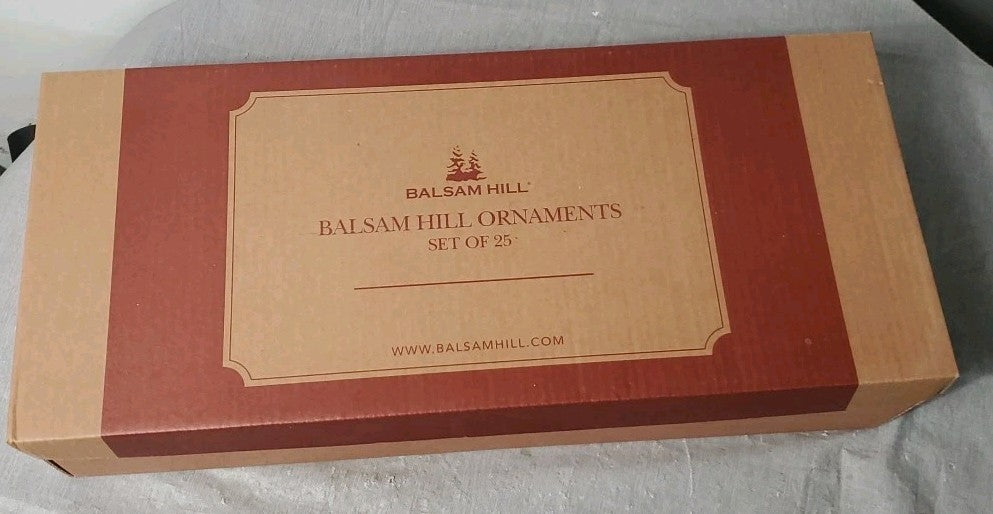 BALSAM HILL®
BALSAM HILL ORNAMENTS
SET OF 25
WWW.BALSAMHILL.COM